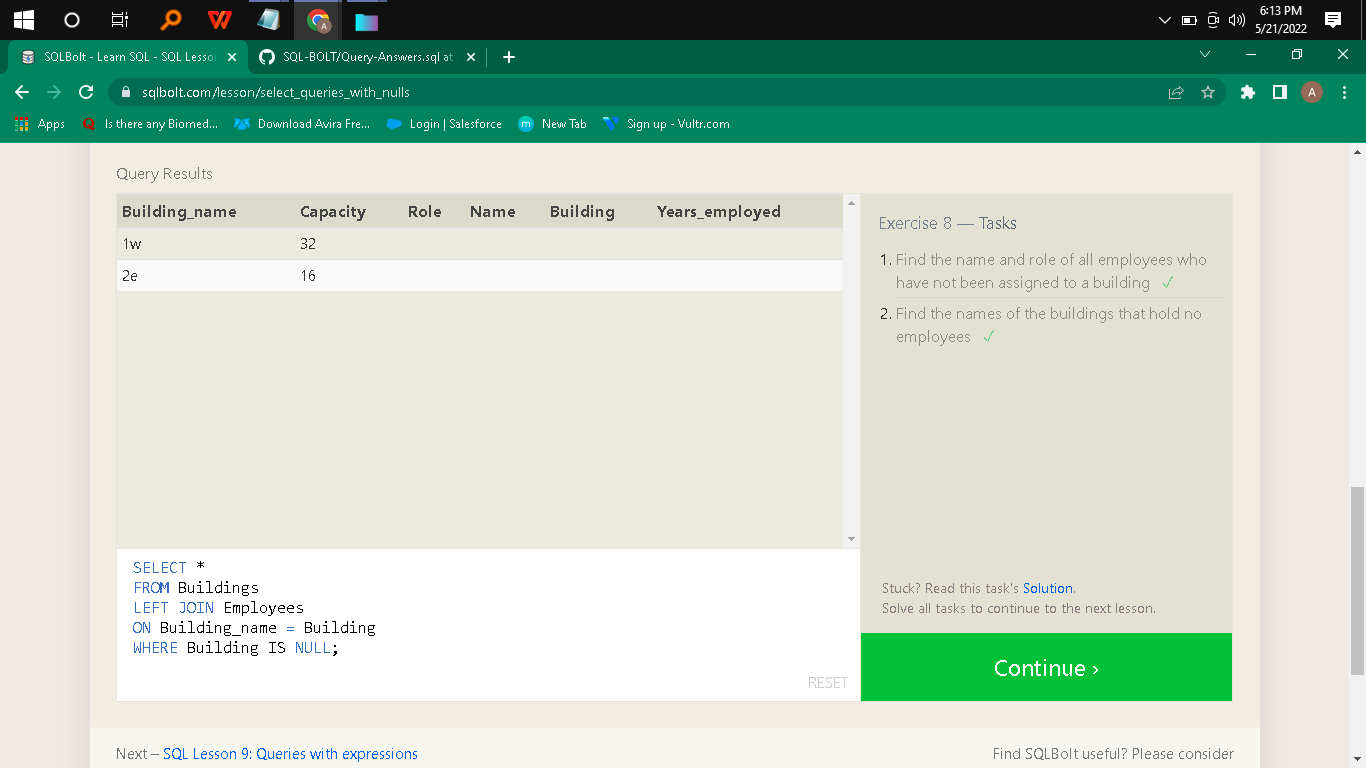 6:13 PM
5/21/2022
A
SQLBolt - Learn SQL - SQL Lesson
SQL-BOLT/Query-Answers.sql at
sqlbolt.com/lesson/select_queries_with_nulls
A
Apps
Is there any Biomed...
Download Avira Fre...
Login | Salesforce
New Tab
Sign up - Vultr.com
Query Results
Building_name Capacity Role Name Building Years_employed
1w 32
2e 16
Exercise 8 — Tasks
1. Find the name and role of all employees who
have not been assigned to a building ✓
2. Find the names of the buildings that hold no
employees ✓
SELECT *
FROM Buildings
LEFT JOIN Employees
ON Building_name = Building
WHERE Building IS NULL;
RESET
Stuck? Read this task's Solution.
Solve all tasks to continue to the next lesson.
Continue ›
Next – SQL Lesson 9: Queries with expressions
Find SQLBolt useful? Please consider